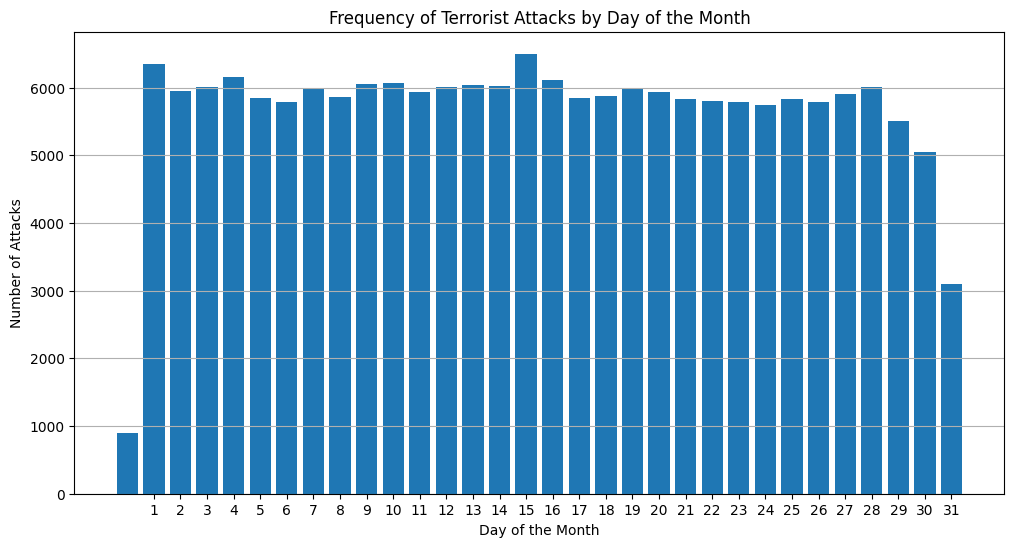 Frequency of Terrorist Attacks by Day of the Month
Number of Attacks
6000
5000
4000
3000
2000
1000
0
1 2 3 4 5 6 7 8 9 10 11 12 13 14 15 16 17 18 19 20 21 22 23 24 25 26 27 28 29 30 31
Day of the Month